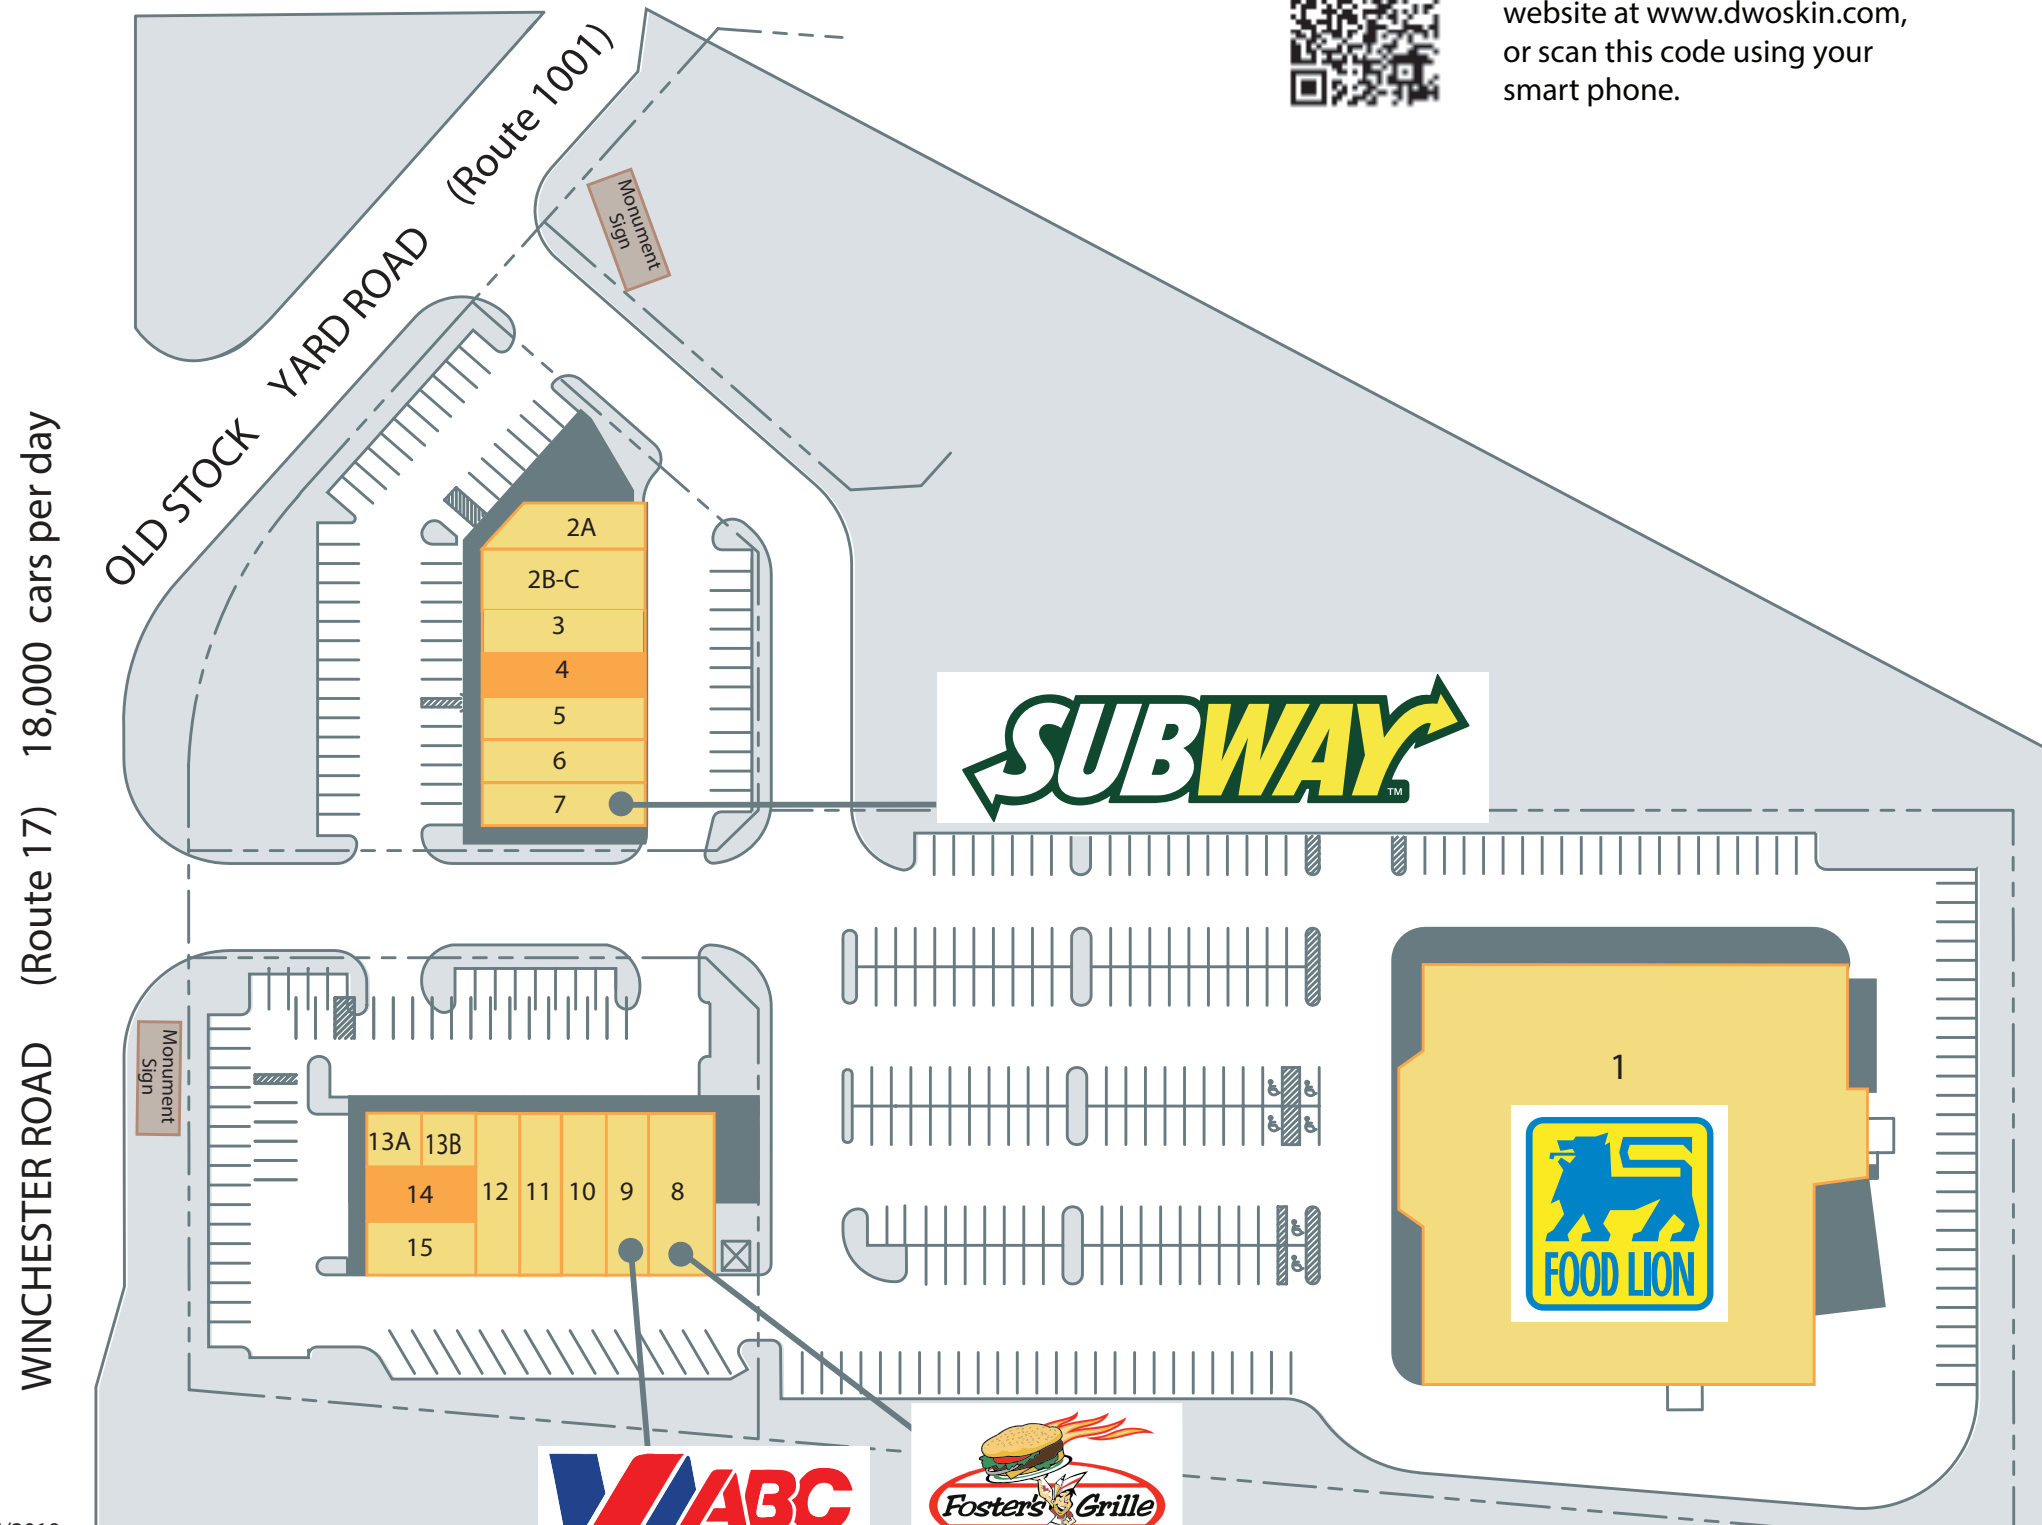 website at www.dwoskin.com,
or scan this code using your
smart phone.
OLD STOCK YARD ROAD (Route 1001)
Monument
Sign
WINCHESTER ROAD (Route 17) 18,000 cars per day
2A
2B-C
3
4
5
6
7
SUBWAY™
Monument
Sign
13A
13B
14
15
12
11
10
9
8
1
FOOD LION
ABC
Foster's Grille